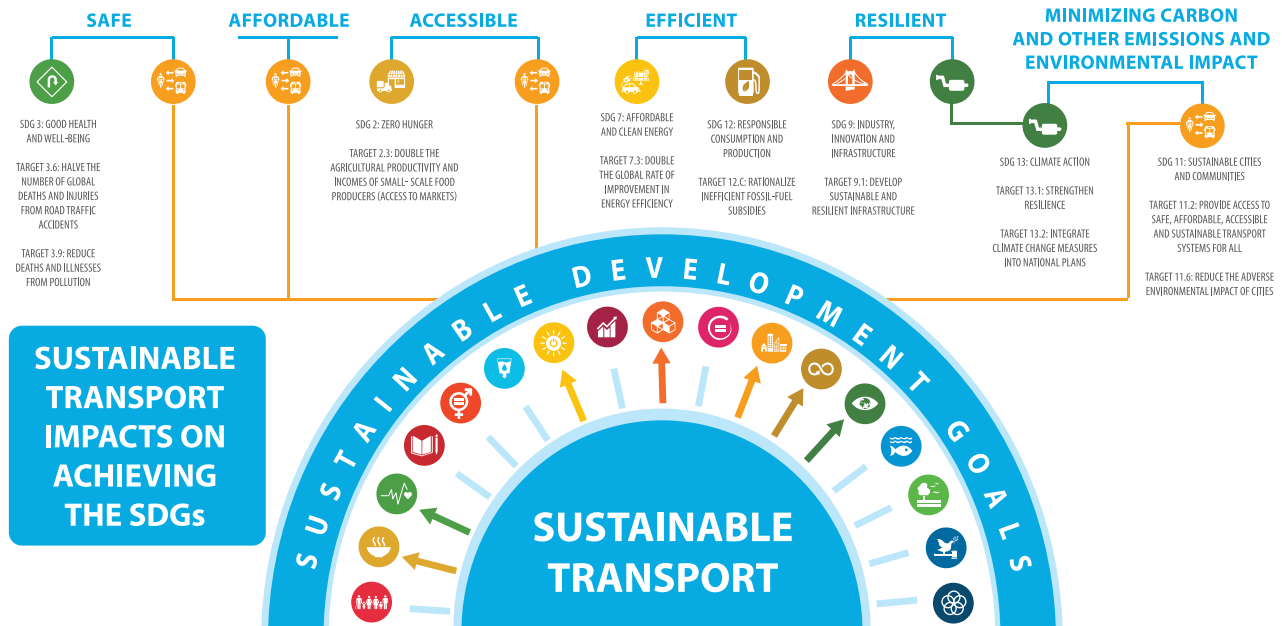 SAFE
AFFORDABLE
ACCESSIBLE
EFFICIENT
RESILIENT
MINIMIZING CARBON
AND OTHER EMISSIONS AND
ENVIRONMENTAL IMPACT
SDG 3: GOOD HEALTH
AND WELL-BEING
TARGET 3.6: HALVE THE
NUMBER OF GLOBAL
DEATHS AND INJURIES
FROM ROAD TRAFFIC
ACCIDENTS
TARGET 3.9: REDUCE
DEATHS AND ILLNESSES
FROM POLLUTION
SDG 2: ZERO HUNGER
TARGET 2.3: DOUBLE THE
AGRICULTURAL PRODUCTIVITY AND
INCOMES OF SMALL- SCALE FOOD
PRODUCERS (ACCESS TO MARKETS)
SDG 7: AFFORDABLE
AND CLEAN ENERGY
TARGET 7.3: DOUBLE
THE GLOBAL RATE OF
IMPROVEMENT IN
ENERGY EFFICIENCY
SDG 12: RESPONSIBLE
CONSUMPTION AND
PRODUCTION
TARGET 12.C: RATIONALIZE
INEFFICIENT FOSSIL-FUEL
SUBSIDIES
SDG 9: INDUSTRY,
INNOVATION AND
INFRASTRUCTURE
TARGET 9.1: DEVELOP
SUSTAINABLE AND
RESILIENT INFRASTRUCTURE
SDG 13: CLIMATE ACTION
TARGET 13.1: STRENGTHEN
RESILIENCE
TARGET 13.2: INTEGRATE
CLIMATE CHANGE MEASURES
INTO NATIONAL PLANS
SDG 11: SUSTAINABLE CITIES
AND COMMUNITIES
TARGET 11.2: PROVIDE ACCESS TO
SAFE, AFFORDABLE, ACCESSIBLE
AND SUSTAINABLE TRANSPORT
SYSTEMS FOR ALL
TARGET 11.6: REDUCE THE ADVERSE
ENVIRONMENTAL IMPACT OF CITIES
SUSTAINABLE DEVELOPMENT GOALS
SUSTAINABLE
TRANSPORT
IMPACTS ON
ACHIEVING
THE SDGs
SUSTAINABLE
TRANSPORT